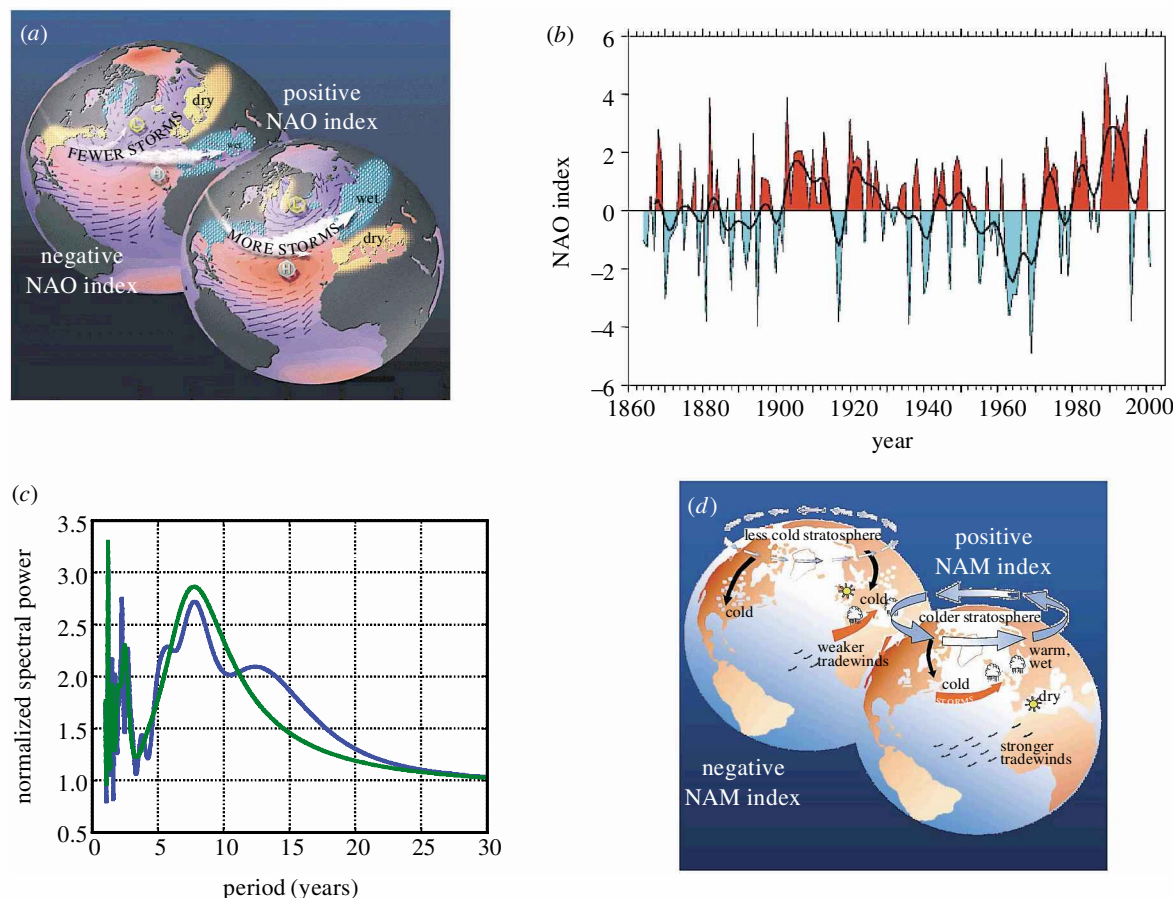 (a)
positive
NAO index
dry
FEWER STORMS
wet
H
L
wet
MORE STORMS
dry
H
negative
NAO index
(b)
NAO index
6
4
2
0
−2
−4
−6
1860
1880
1900
1920
1940
1960
1980
2000
year
(c)
normalized spectral power
3.5
3.0
2.5
2.0
1.5
1.0
0.5
0
5
10
15
20
25
30
period (years)
(d)
less cold stratosphere
positive
NAM index
cold
cold
colder stratosphere
weaker
tradewinds
warm,
wet
cold
STORMS
dry
stronger
tradewinds
negative
NAM index